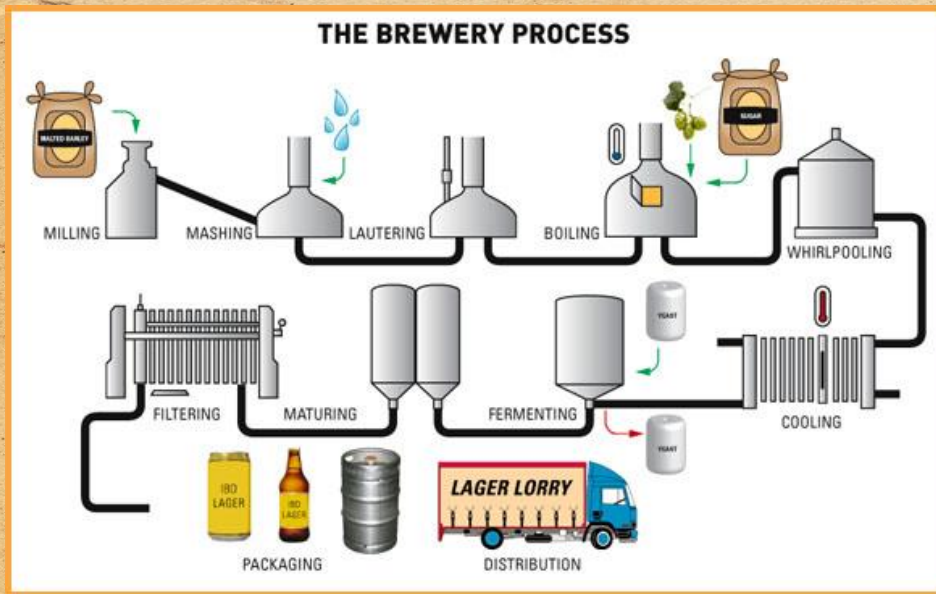 THE BREWERY PROCESS
MALTED BARLEY
SUGAR
MILLING
MASHING
LAUTERING
BOILING
WHIRLPOOLING
YEAST
FILTERING
MATURING
FERMENTING
COOLING
YEAST
IBD
LAGER
IBD
LAGER
LAGER LORRY
PACKAGING
DISTRIBUTION